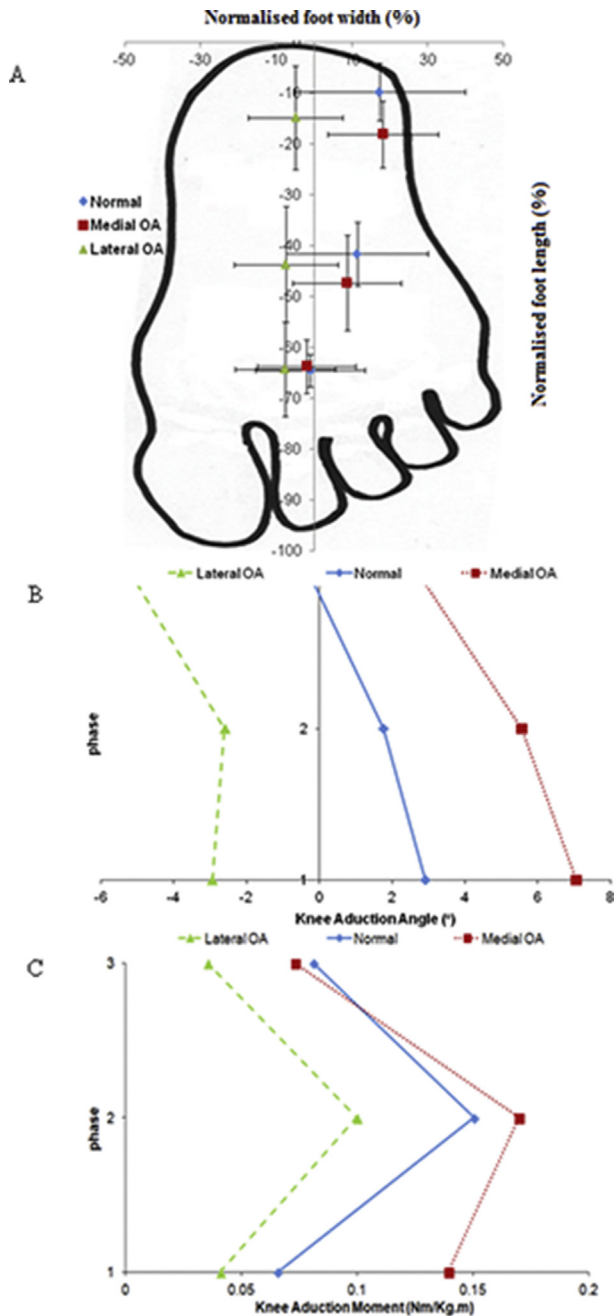 Normalised foot width (%)
-50 -30 -10 10 30 50
A
-10
-20
-30
-40
-50
-60
-70
-80
-90
-100
Normal
Medial OA
Lateral OA
Normalised foot length (%)
Lateral OA Normal Medial OA
B
phase
2
1
-6 -4 -2 0 2 4 6 8
Knee Aduction Angle (°)
Lateral OA Normal Medial OA
C
phase
3
2
1
0 0.05 0.1 0.15 0.2
Knee Aduction Moment (Nm/Kg.m)